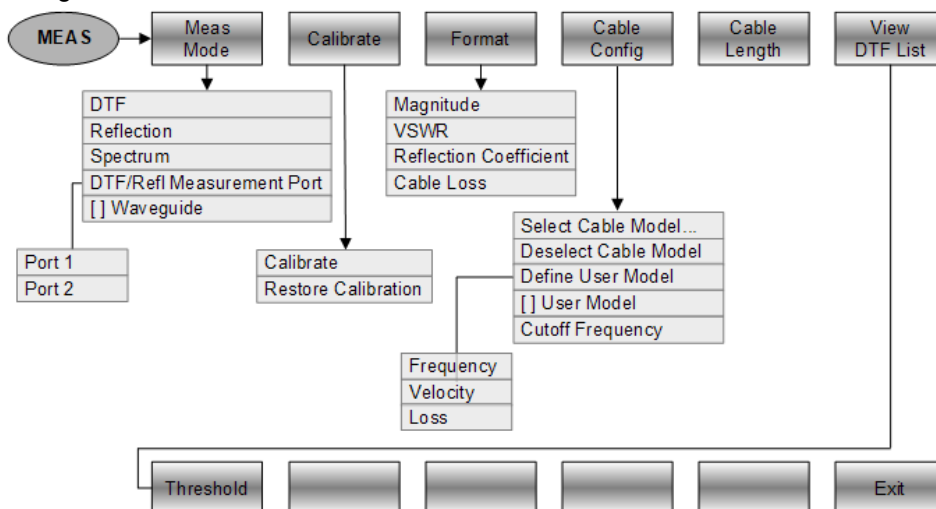 MEAS
Meas
Mode
Calibrate
Format
Cable
Config
Cable
Length
View
DTF List
DTF
Reflection
Spectrum
DTF/Refl Measurement Port
[ ] Waveguide
Port 1
Port 2
Calibrate
Restore Calibration
Magnitude
VSWR
Reflection Coefficient
Cable Loss
Select Cable Model...
Deselect Cable Model
Define User Model
[ ] User Model
Cutoff Frequency
Frequency
Velocity
Loss
Threshold
Exit